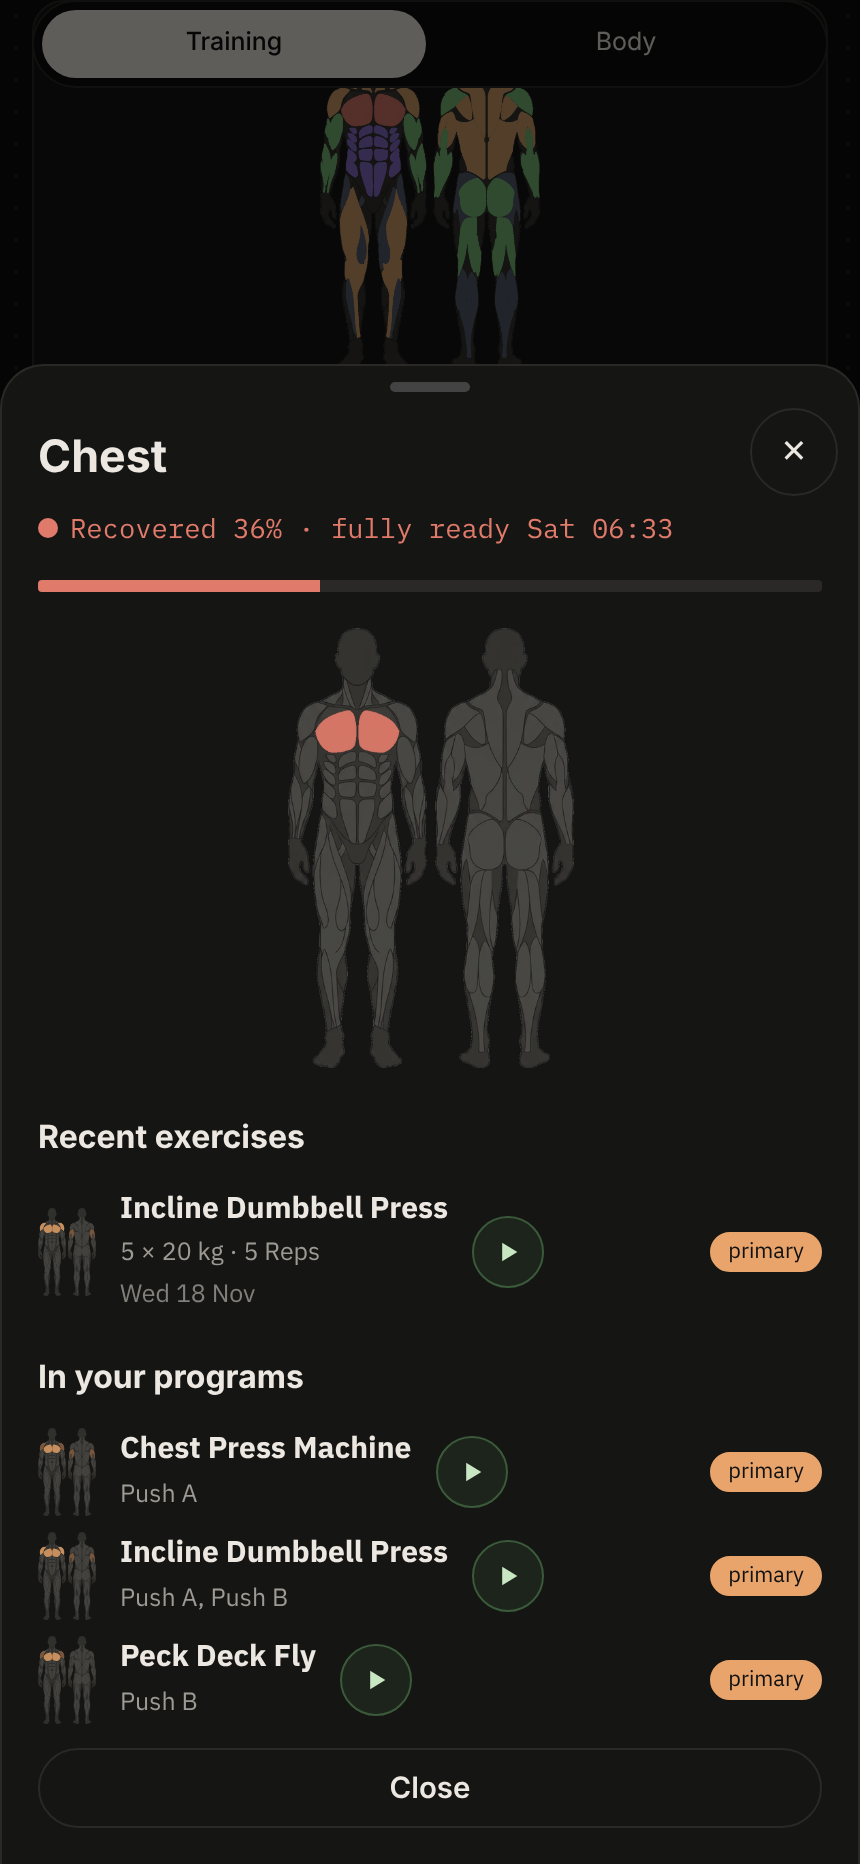 Training
Body
Chest
Recovered 36% · fully ready Sat 06:33
Recent exercises
Incline Dumbbell Press
5 × 20 kg · 5 Reps
Wed 18 Nov
primary
In your programs
Chest Press Machine
Push A
primary
Incline Dumbbell Press
Push A, Push B
primary
Peck Deck Fly
Push B
primary
Close